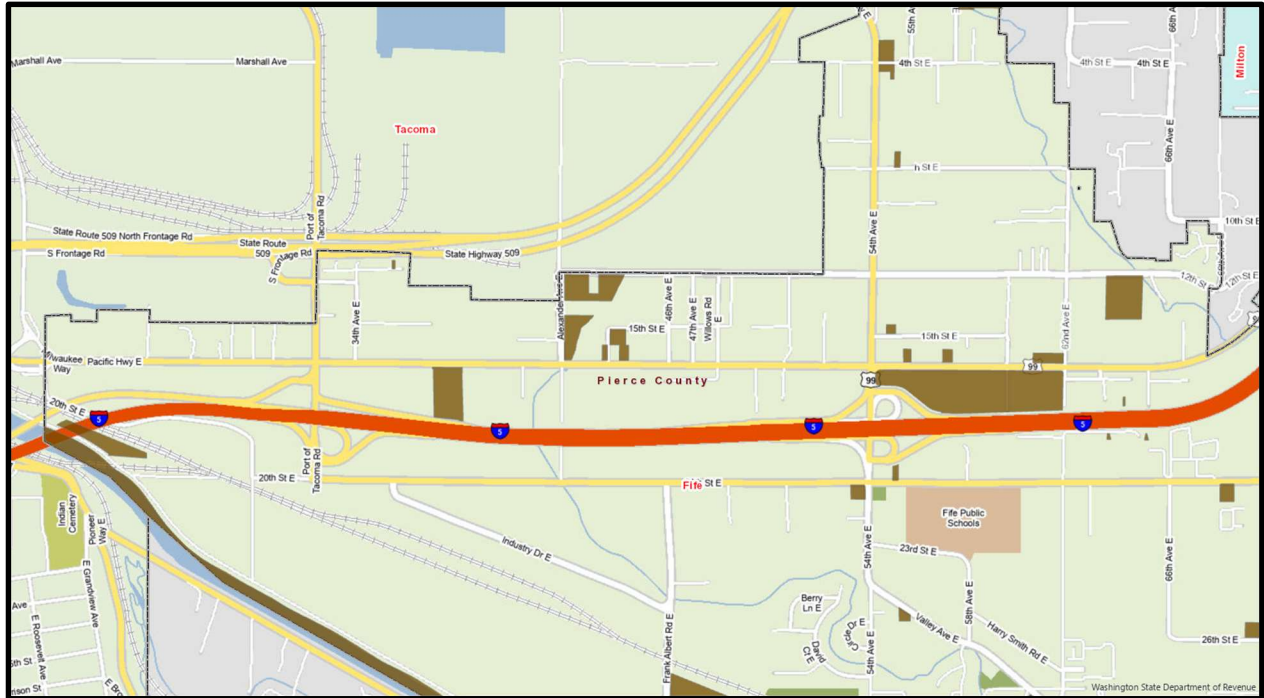 55th A
66th A
Marshall Ave
Marshall Ave
4th St E
4th St E
4th St E
Milton
Tacoma
66th Ave E
h St E
Port of
Tacoma Rd
54th Ave E
10th St E
State Route 509 North Frontage Rd
State Route
509
S Frontage Rd
S Frontage Rd
State Highway 509
12th St
12th St E
Alexander Ave E
34th Ave E
46th Ave E
47th Ave E
Willows Rd
E
62nd Ave E
15th St E
15th St E
Milwaukee
Way
Pacific Hwy E
99
99
Pierce County
20th St E
5
5
5
5
Port of
Tacoma Rd
20th St E
St E
Fife
Indian
Cemetery
Pioneer
Way E
Fife Public
Schools
Industry Dr E
23rd St E
54th Ave E
58th Ave E
66th Ave E
E Grandview Ave
Ave
E Roosevelt Ave
Berry
Ln E
David
Ct E
Circle Dr E
54th Ave E
Valley Ave E
Harry Smith Rd E
26th St E
Frank Albert Rd E
th St
nson St
E Bro
Washington State Department of Revenue